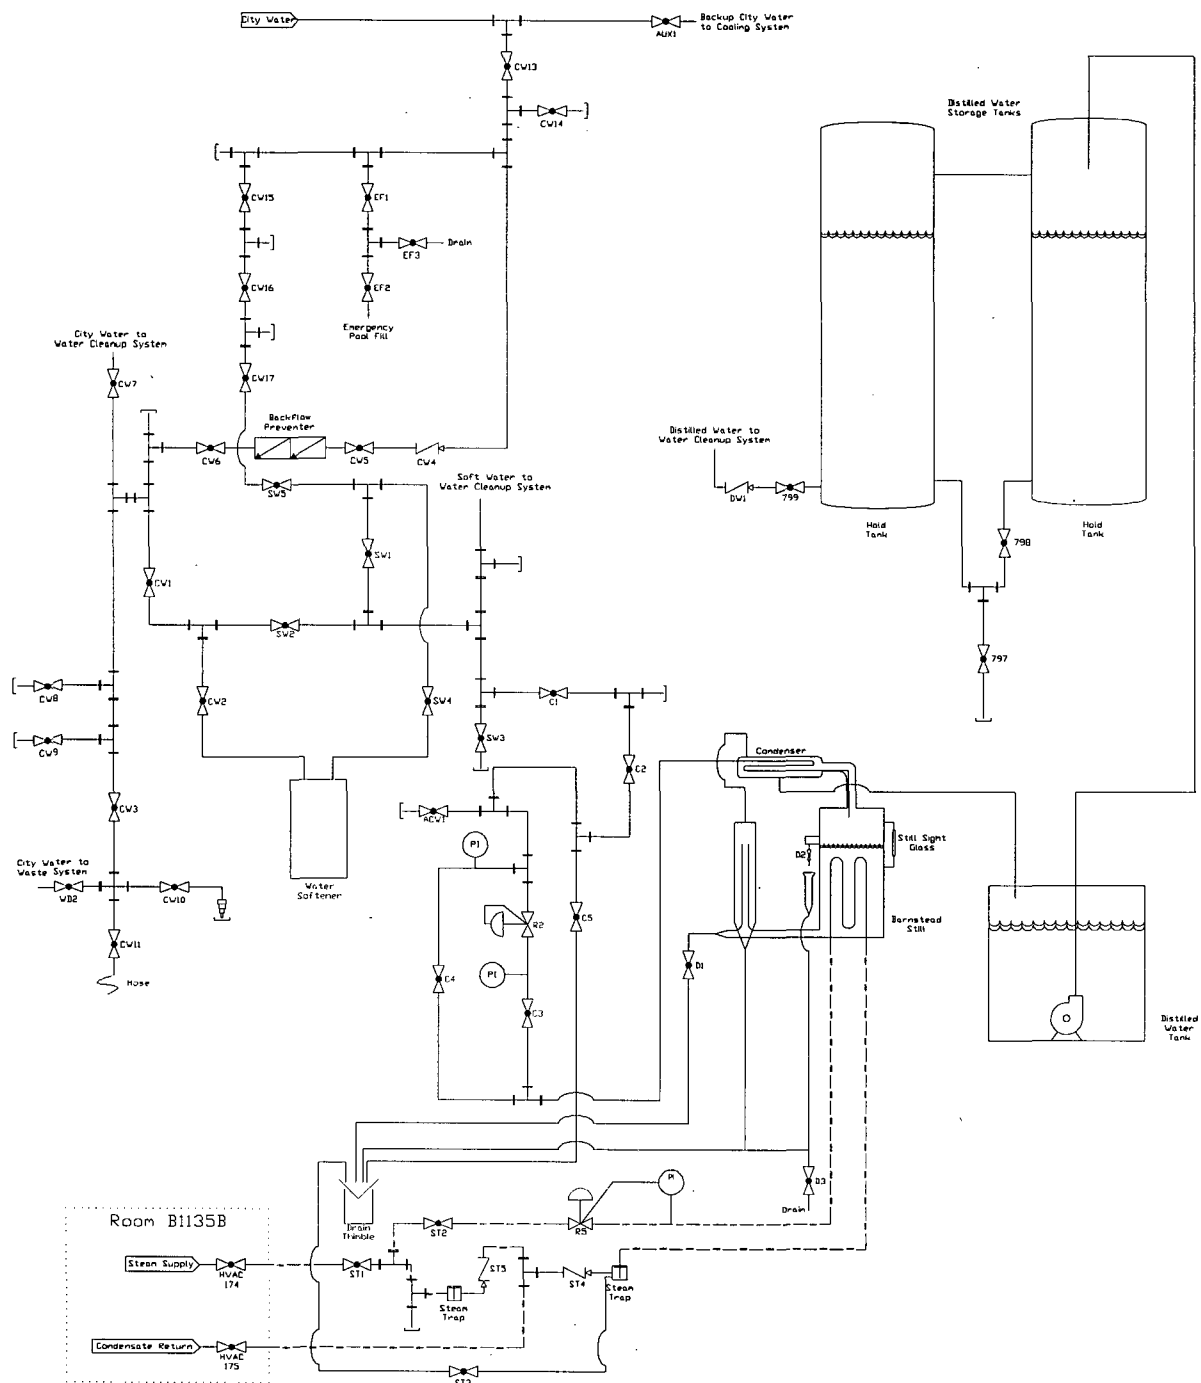 City Water
Backup City Water
to Cooling System
AUX1
CW13
CW14
Distilled Water
Storage Tanks
CW15
EF1
Drain
EF3
CW16
EF2
Emergency
Pool Fill
City Water to
Water Cleanup System
CW7
CW17
Backflow
Preventer
CW6
CW5
CW4
Distilled Water to
Water Cleanup System
Soft Water to
Water Cleanup System
SW5
DW1
799
Hold
Tank
Hold
Tank
798
SW1
CW1
SW2
797
CW8
CW2
SW4
C1
CW9
SW3
C2
Condenser
CW3
ACW1
PI
D2
Still Sight
Glass
City Water to
Waste System
WD2
CW10
Water
Softener
R2
C5
Barnstead
Still
CW11
Hose
C4
PI
C3
D1
Distilled
Water
Tank
D3
Drain
PI
Room B1135B
Drain
Thimble
ST2
R5
Steam Supply
HVAC
174
ST1
ST5
ST4
Steam
Trap
Steam
Trap
Condensate Return
HVAC
175